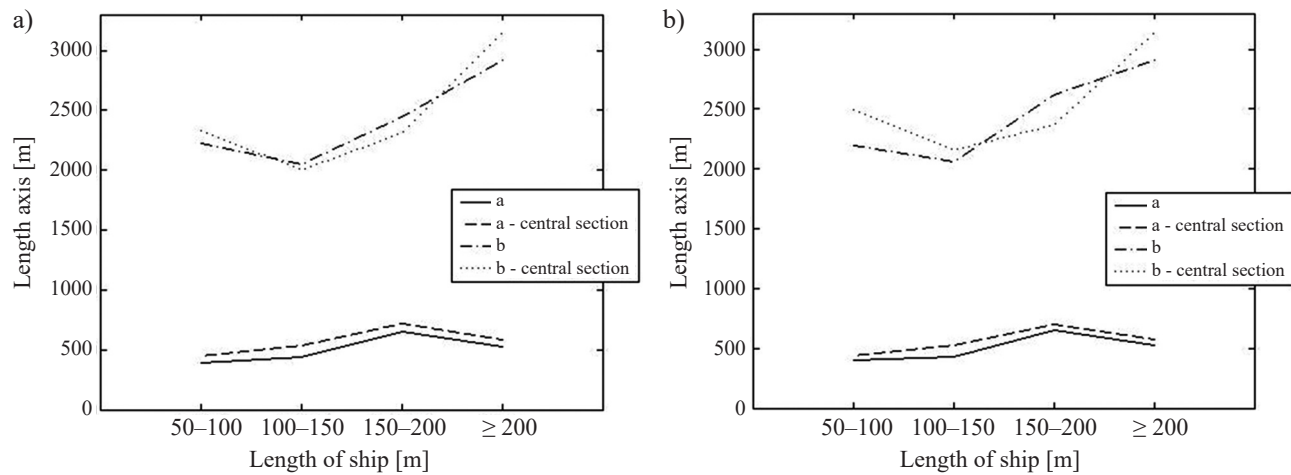 a)
3000
2500
2000
1500
1000
500
0
Length axis [m]
a
a - central section
b
b - central section
50–100 100–150 150–200 ≥ 200
Length of ship [m]
b)
3000
2500
2000
1500
1000
500
0
Length axis [m]
a
a - central section
b
b - central section
50–100 100–150 150–200 ≥ 200
Length of ship [m]